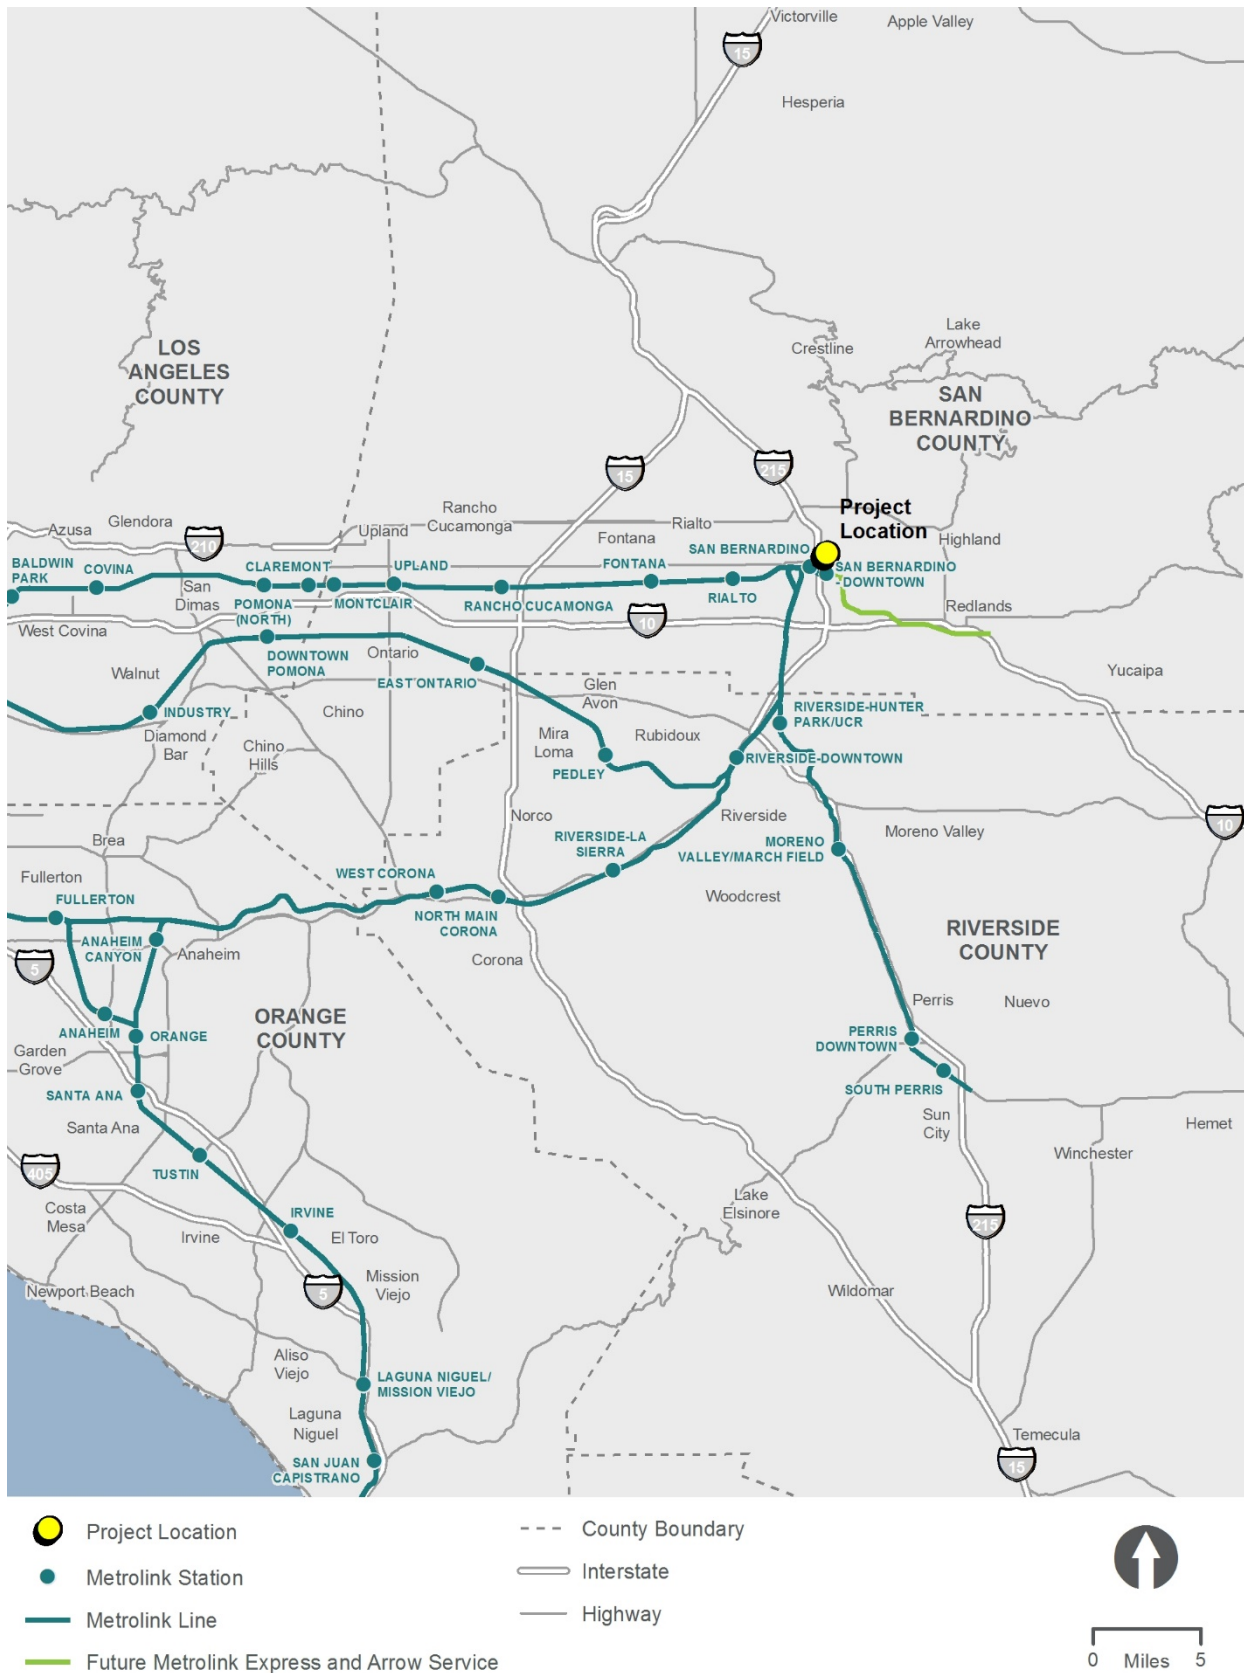 Victorville
Apple Valley
15
Hesperia
Lake
Arrowhead
Crestline
LOS
ANGELES
COUNTY
SAN
BERNARDINO
COUNTY
15
215
Project
Location
Rancho
Cucamonga
Azusa
Glendora
210
Upland
Rialto
Fontana
Highland
SAN BERNARDINO
BALDWIN
PARK
COVINA
CLAREMONT
UPLAND
FONTANA
SAN BERNARDINO
- DOWNTOWN
San
Dimas
POMONA
(NORTH)
MONTCLAIR
RANCHO CUCAMONGA
RIALTO
Redlands
West Covina
10
DOWNTOWN
POMONA
Ontario
EAST ONTARIO
Walnut
Yucaipa
Glen
Avon
INDUSTRY
Chino
RIVERSIDE-HUNTER
PARK/UCR
Diamond
Bar
Chino
Hills
Mira
Loma
Rubidoux
PEDLEY
RIVERSIDE-DOWNTOWN
Norco
Riverside
10
Brea
RIVERSIDE-LA
SIERRA
MORENO
VALLEY/MARCH FIELD
Moreno Valley
Fullerton
FULLERTON
WEST CORONA
Woodcrest
NORTH MAIN
CORONA
ANAHEIM
CANYON
Anaheim
RIVERSIDE
COUNTY
5
Corona
Perris
Nuevo
ORANGE
COUNTY
ANAHEIM
ORANGE
PERRIS
DOWNTOWN
Garden
Grove
SANTA ANA
SOUTH PERRIS
Santa Ana
Sun
City
Hemet
405
TUSTIN
Winchester
Costa
Mesa
IRVINE
Lake
Elsinore
215
Irvine
El Toro
Newport Beach
5
Mission
Viejo
Wildomar
Aliso
Viejo
LAGUNA NIGUEL/
MISSION VIEJO
Laguna
Niguel
SAN JUAN
CAPISTRANO
Temecula
15
Project Location
Metrolink Station
Metrolink Line
Future Metrolink Express and Arrow Service
County Boundary
Interstate
Highway
0 Miles 5